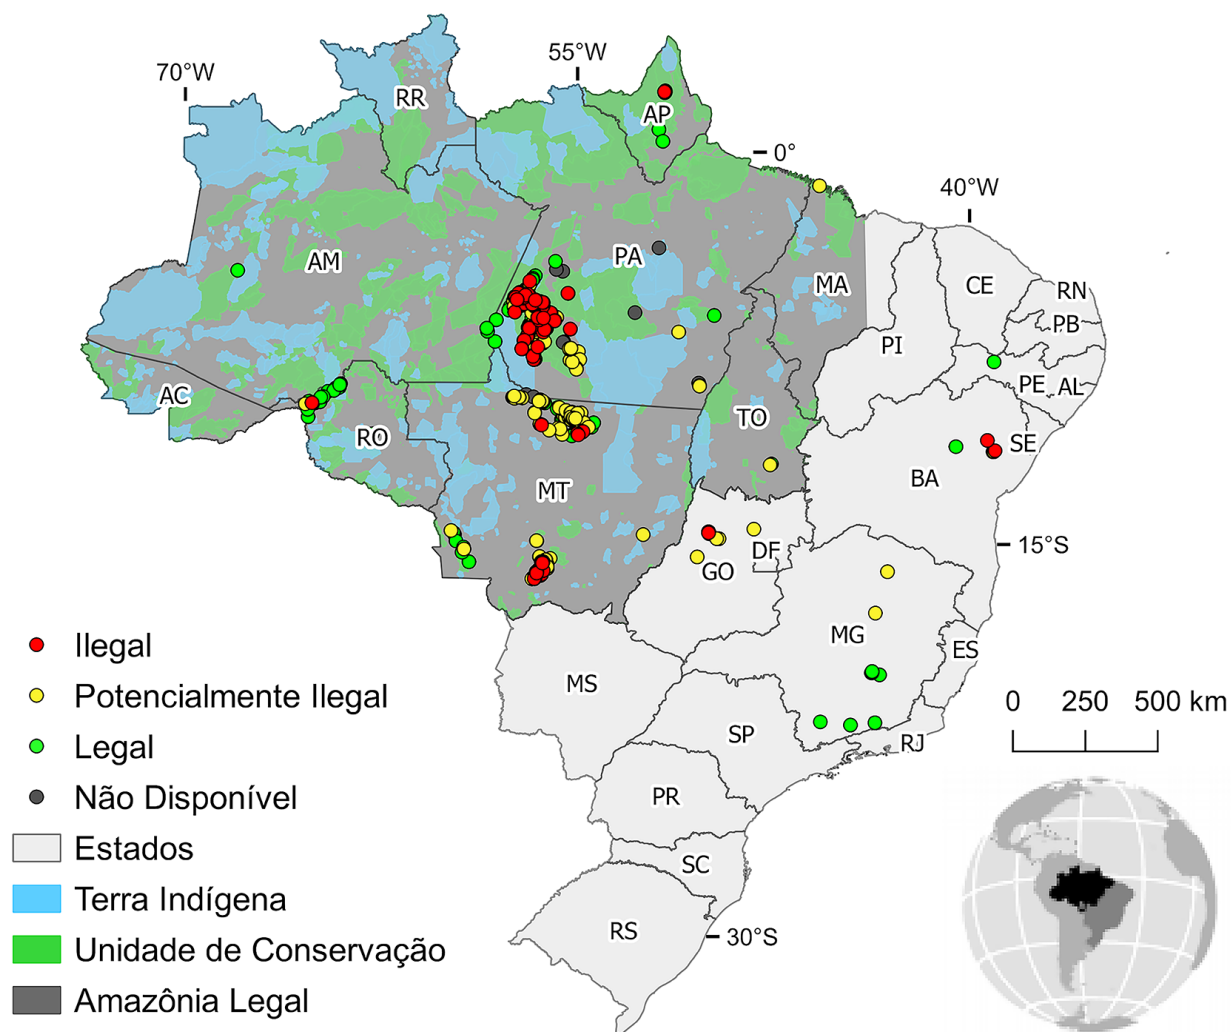 70°W
55°W
RR
AP
0°
40°W
AM
PA
MA
CE
RN
PB
PI
PE
AL
AC
TO
RO
SE
BA
MT
15°S
DF
GO
MG
ES
MS
SP
RJ
PR
SC
RS
30°S
Ilegal
Potencialmente Ilegal
Legal
Não Disponível
Estados
Terra Indígena
Unidade de Conservação
Amazônia Legal
0 250 500 km